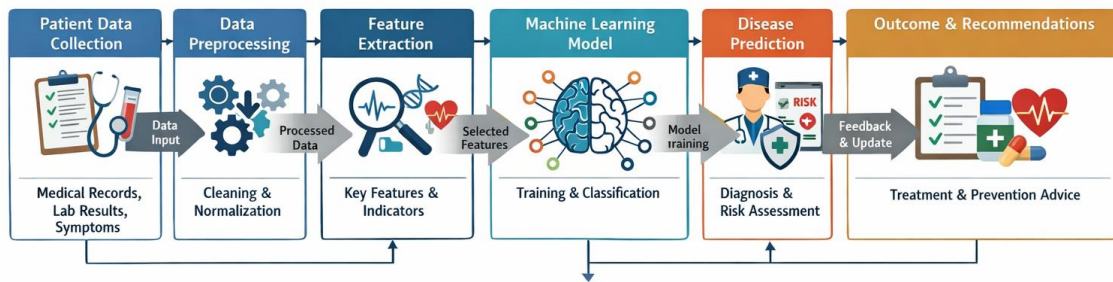 Patient Data
Collection
Data
Preprocessing
Feature
Extraction
Machine Learning
Model
Disease
Prediction
Outcome & Recommendations
Data
Input
Processed
Data
Selected
Features
Model
Training
RISK
Feedback
& Update
Medical Records,
Lab Results,
Symptoms
Cleaning &
Normalization
Key Features &
Indicators
Training & Classification
Diagnosis &
Risk Assessment
Treatment & Prevention Advice